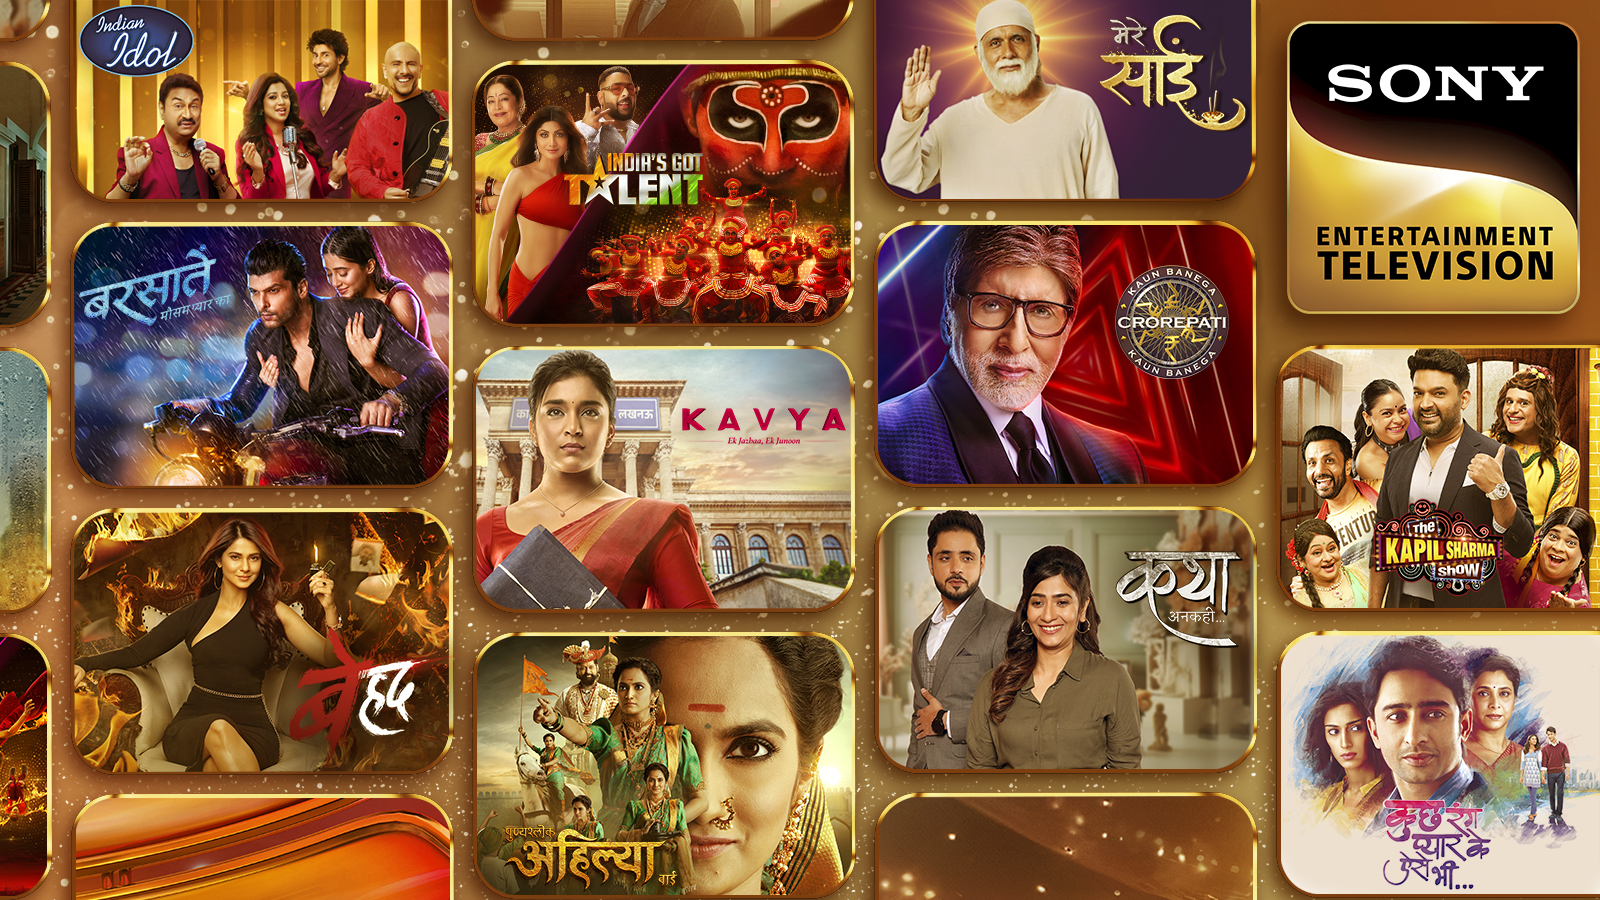 Indian
Idol
बरसातें
मौसम प्यार का
बेहद
INDIA'S GOT
TALENT
लखनऊ
KAVYA
Ek Jazbaa, Ek Junoon
पुण्यश्लोक
अहिल्या
बाई
मेरे
साईं
KAUN BANEGA
CROREPATI
KAUN BANEGA
कथा
अनकही...
SONY
ENTERTAINMENT
TELEVISION
The
KAPIL SHARMA
SHOW
कुछ रंग
प्यार के
ऐसे भी...